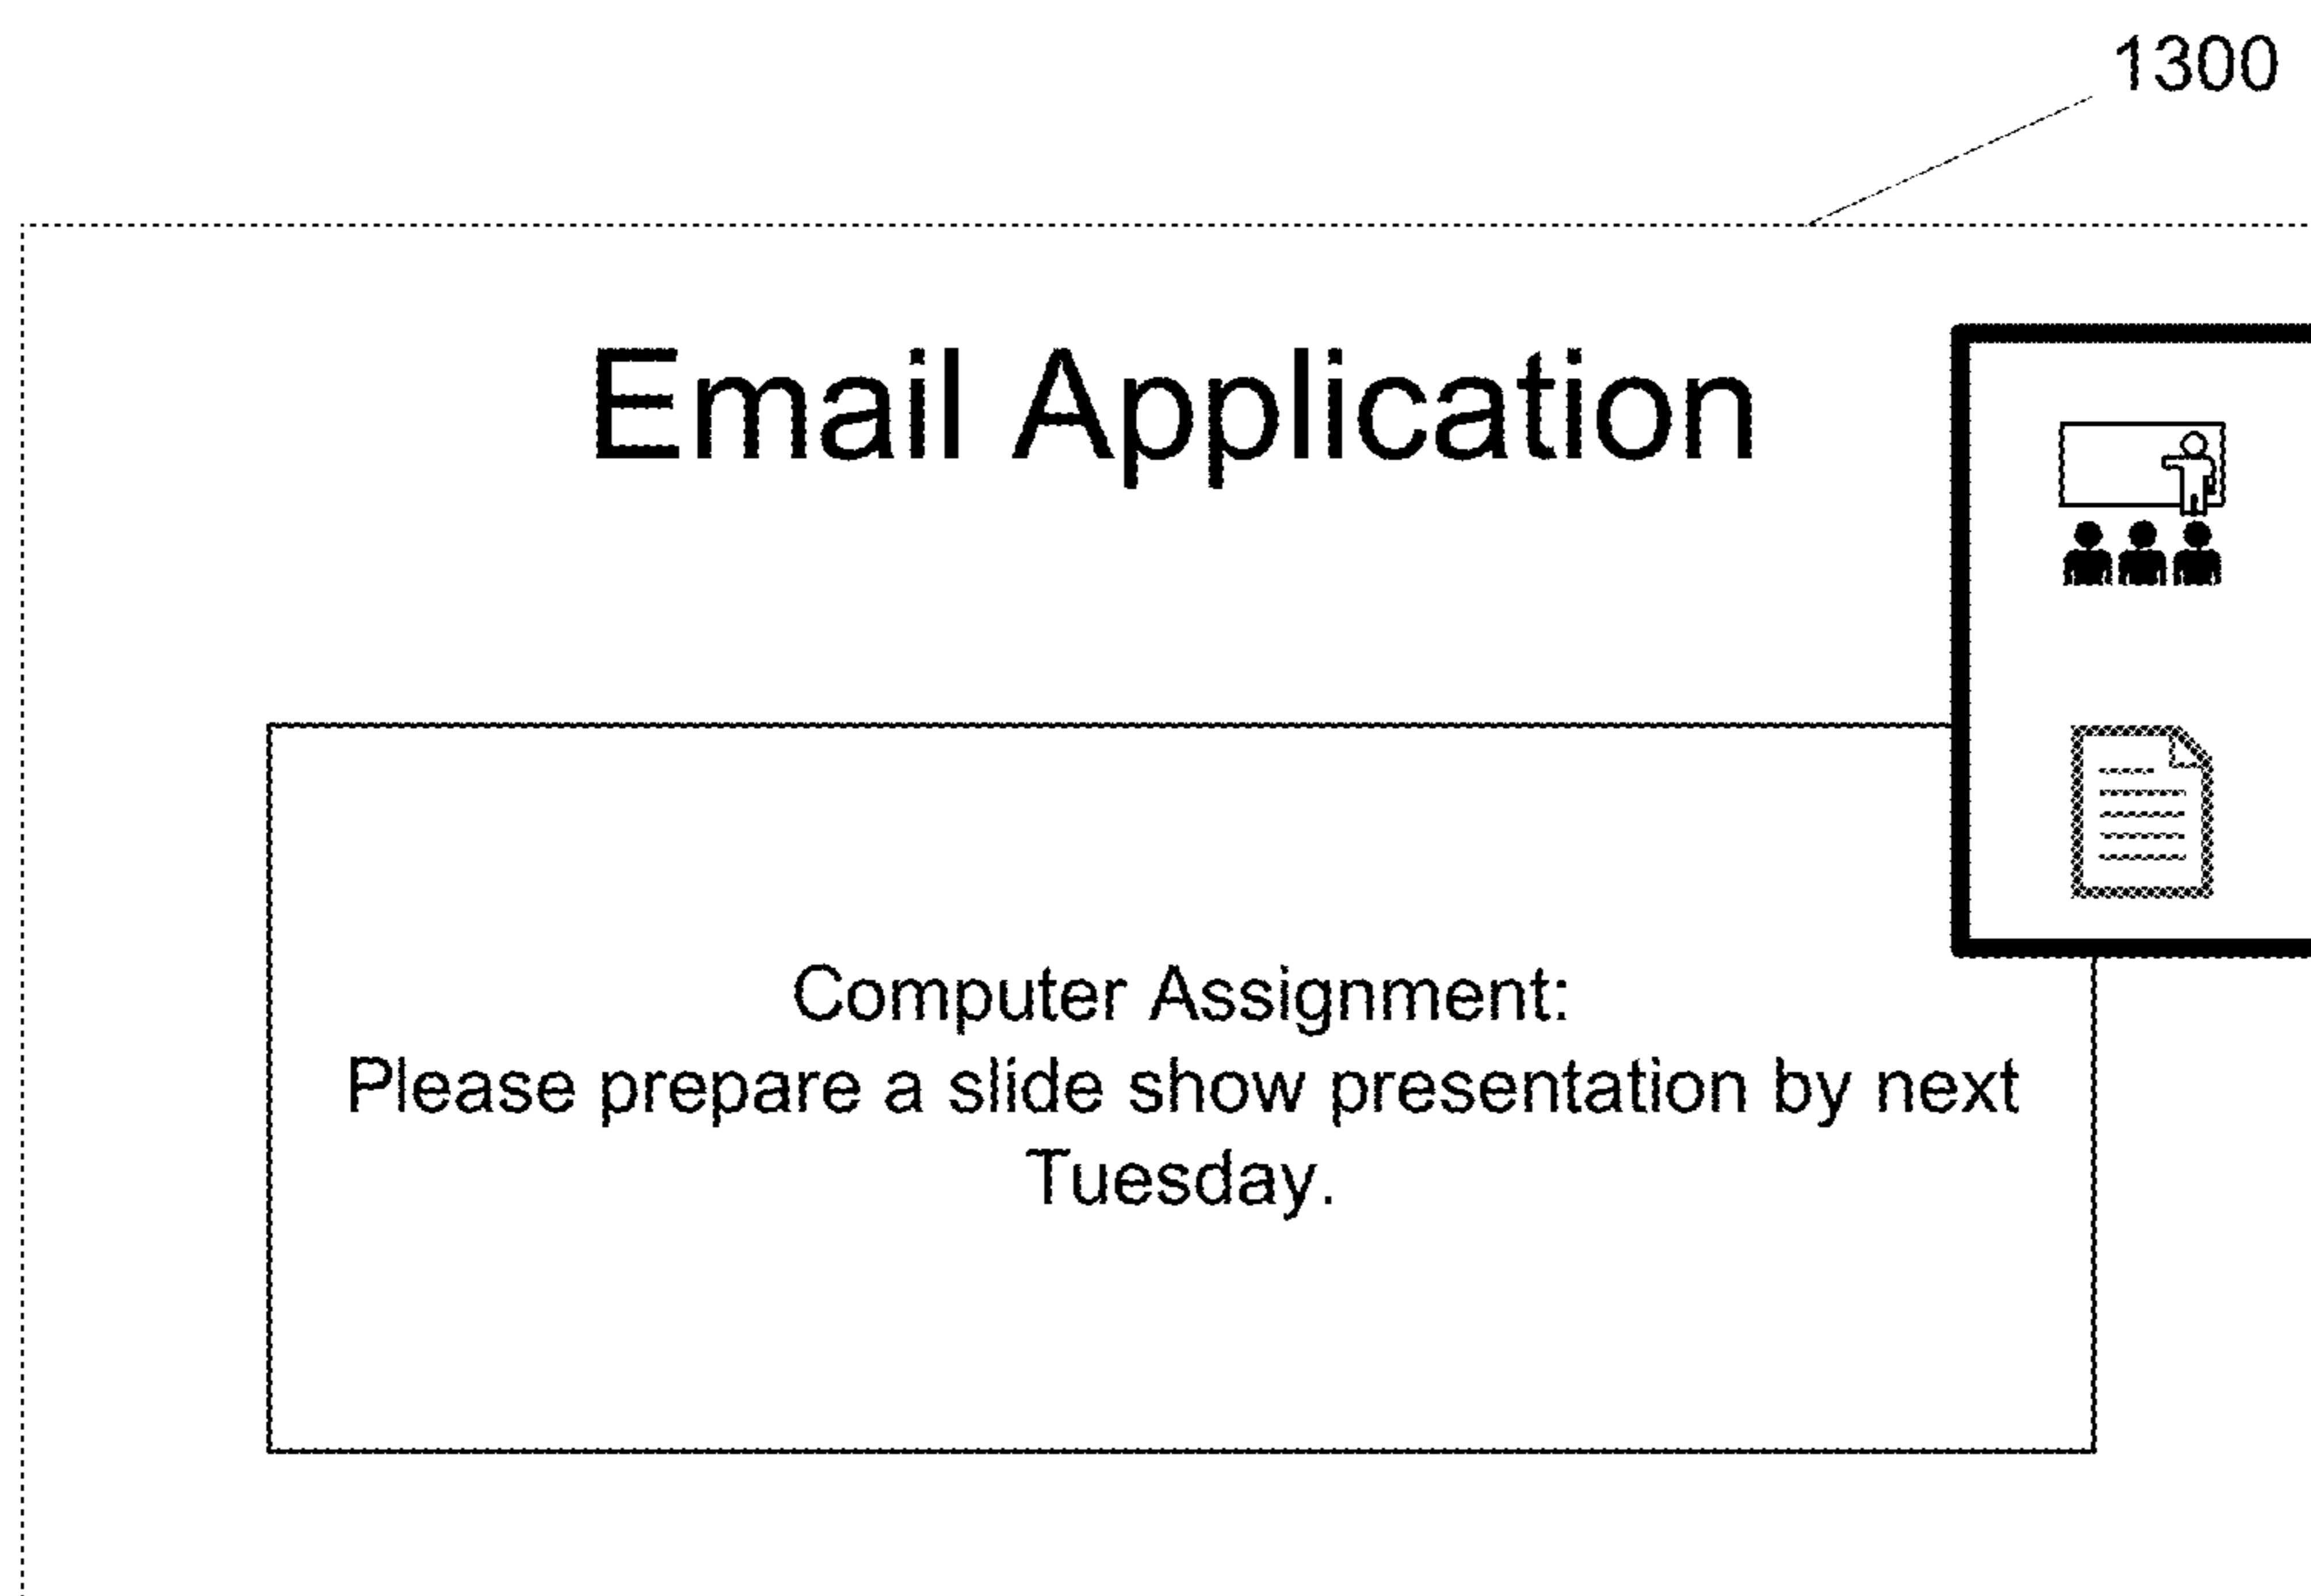 1300
Email Application
Computer Assignment:
Please prepare a slide show presentation by next
Tuesday.